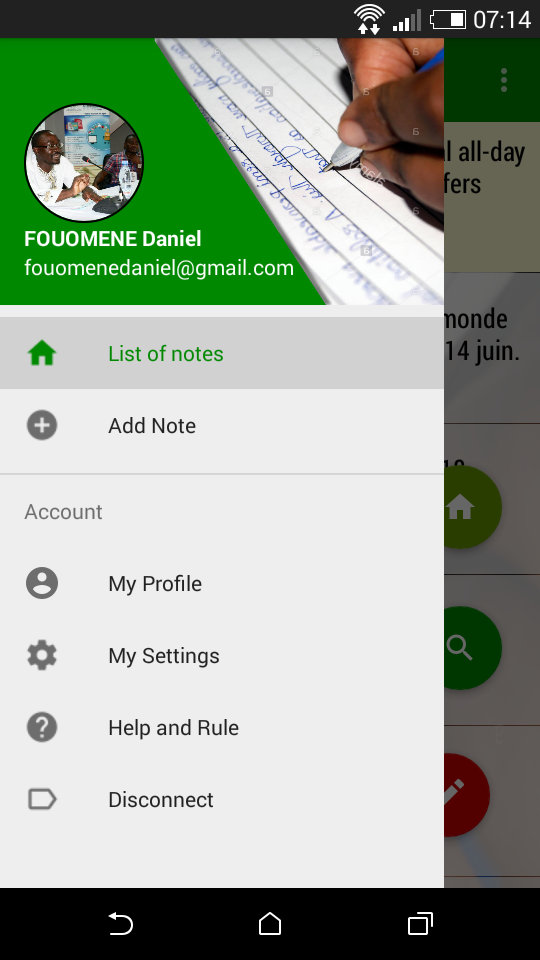 07:14
FOUOMENE Daniel
fouomenedaniel@gmail.com
l all-day
fers
List of notes
monde
14 juin.
Add Note
Account
My Profile
My Settings
Help and Rule
Disconnect